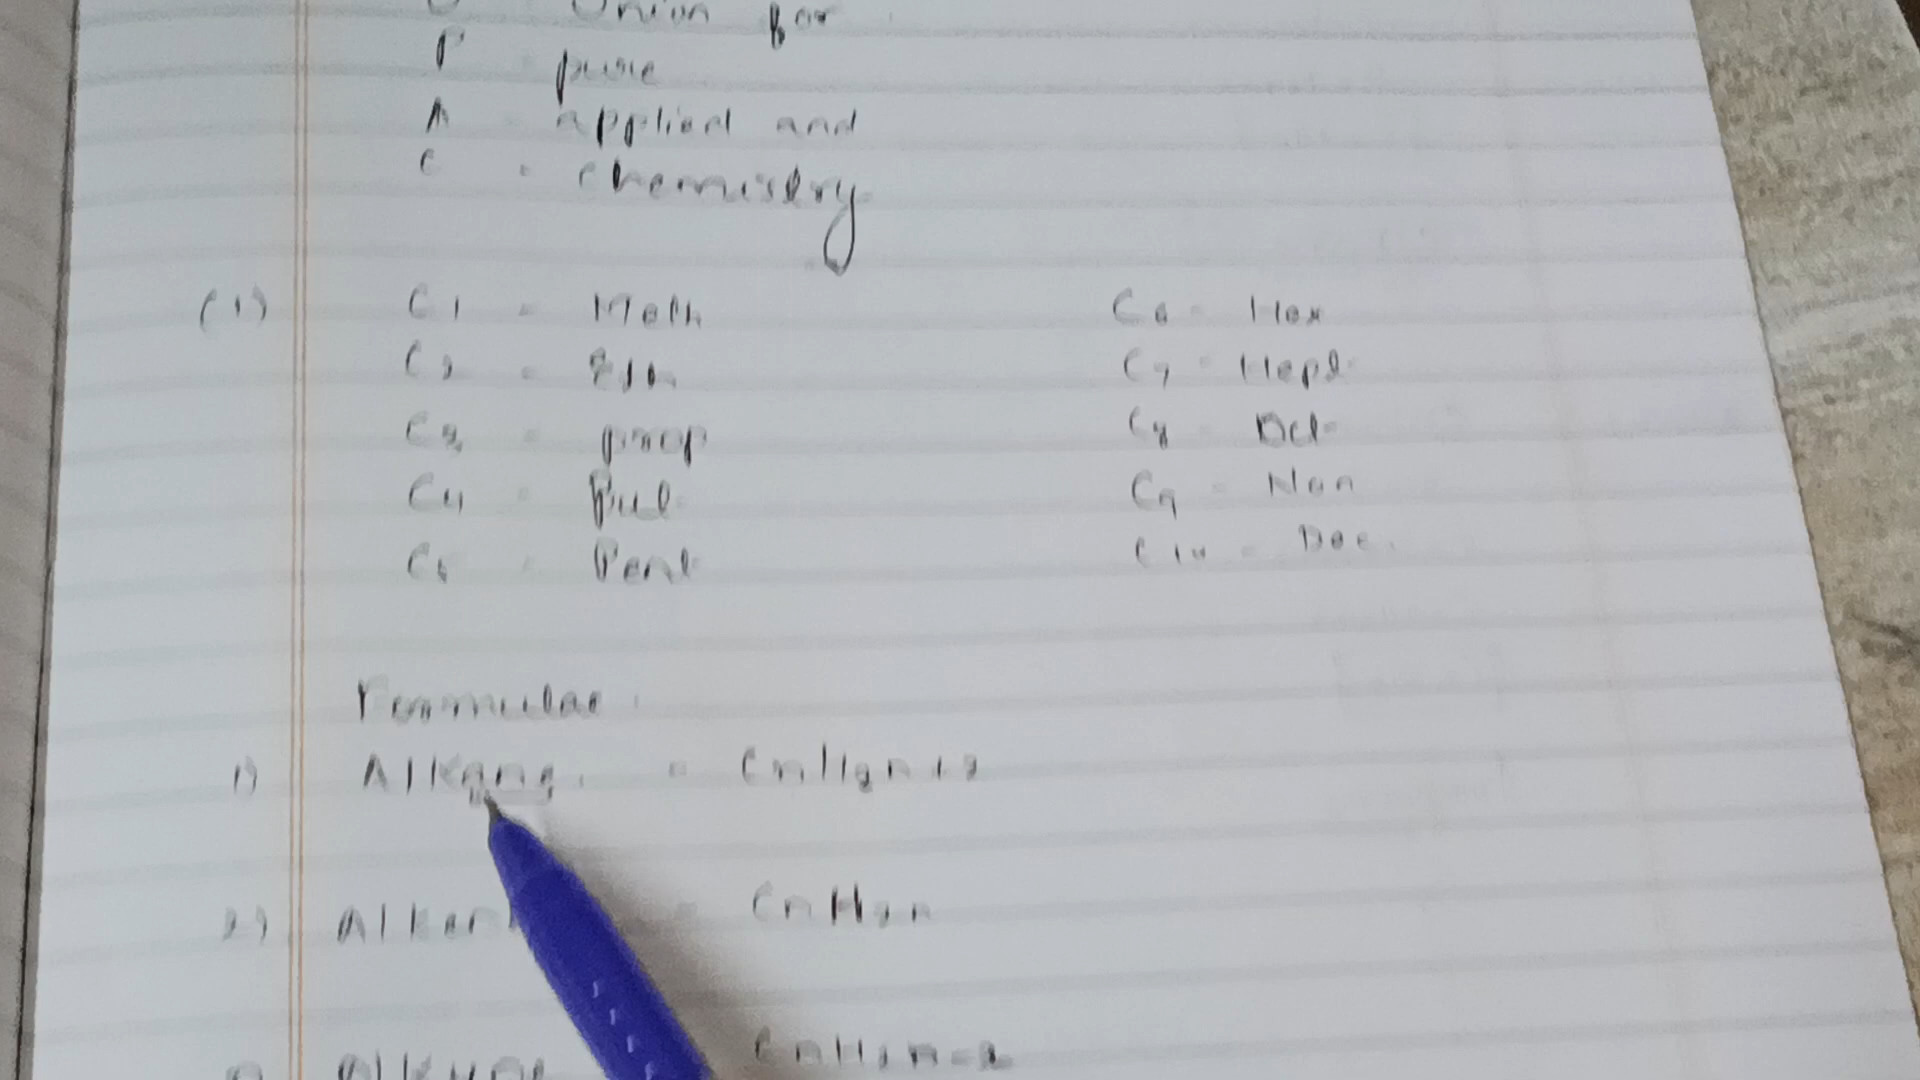 U Union for
P = pure
A = applied and
C = chemistry
(1) C1 = Meth C6 = Hex
C2 = Eth C7 = Hept
C3 = prop C8 = Oct
C4 = But C9 = Non
C5 = Pent C10 = Dec.
Formulae:
1) Alkane = CnH2n+2
2) = CnH2n
Alkyne CnH2n-2